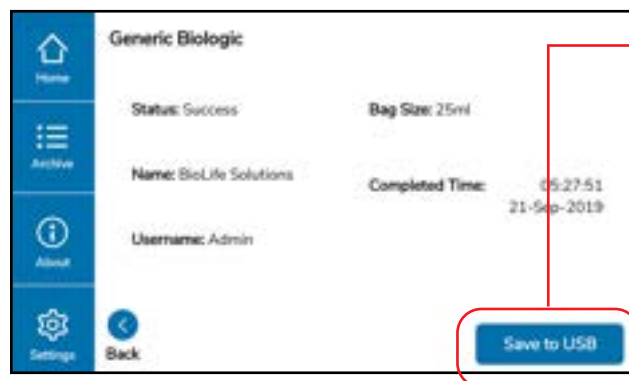 Generic Biologic
Home
Status: Success
Bag Size: 25ml
Archive
Name: BioLife Solutions
Completed Time: 05:27:51
21-Sep-2019
About
Username: Admin
Settings
Back
Save to USB